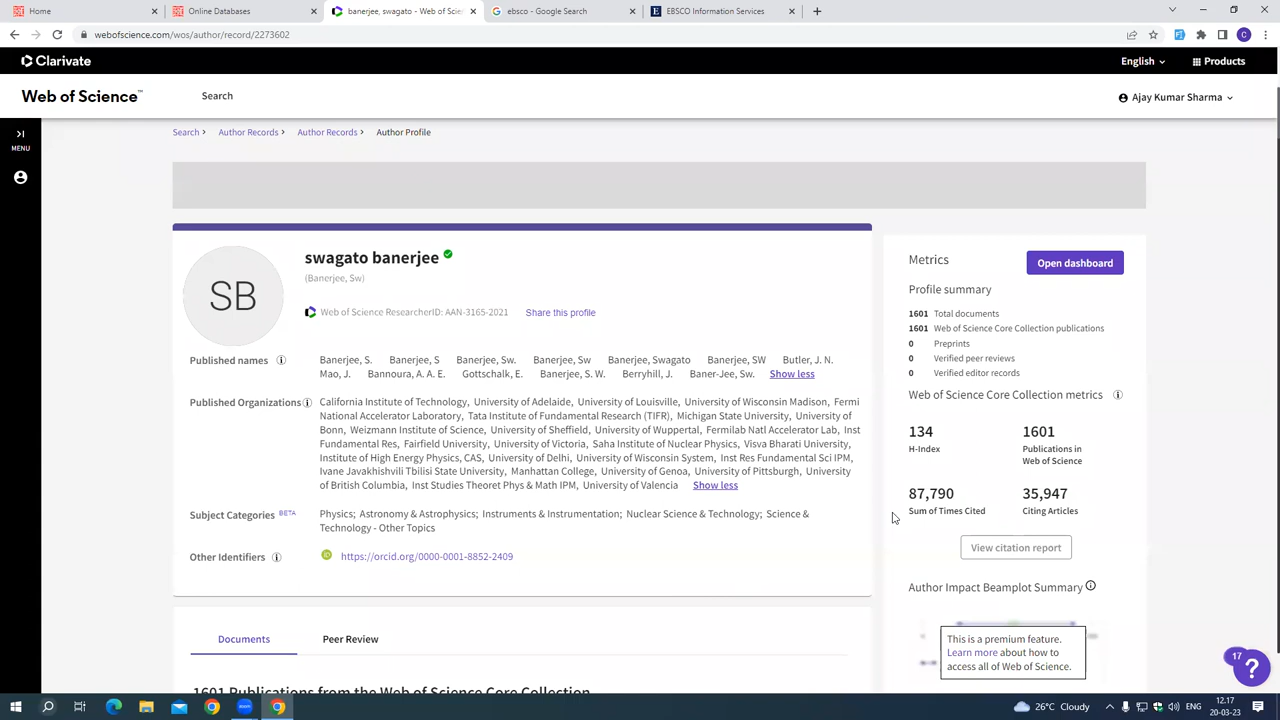 Home
Online Databases
banerjee, swagato - Web of Scie
ebsco - Google Search
EBSCO Information Services
webofscience.com/wos/author/record/2273602
Clarivate
English
Products
Web of Science™
Search
Ajay Kumar Sharma
MENU
Search > Author Records > Author Records > Author Profile
SB
swagato banerjee
(Banerjee, Sw)
Web of Science ResearcherID: AAN-3165-2021
Share this profile
Published names
Banerjee, S. Banerjee, S Banerjee, Sw. Banerjee, Sw Banerjee, Swagato Banerjee, SW Butler, J. N.
Mao, J. Bannoura, A. A. E. Gottschalk, E. Banerjee, S. W. Berryhill, J. Baner-Jee, Sw. Show less
Published Organizations
California Institute of Technology, University of Adelaide, University of Louisville, University of Wisconsin Madison, Fermi
National Accelerator Laboratory, Tata Institute of Fundamental Research (TIFR), Michigan State University, University of
Bonn, Weizmann Institute of Science, University of Sheffield, University of Wuppertal, Fermilab Natl Accelerator Lab, Inst
Fundamental Res, Fairfield University, University of Victoria, Saha Institute of Nuclear Physics, Visva Bharati University,
Institute of High Energy Physics, CAS, University of Delhi, University of Wisconsin System, Inst Res Fundamental Sci IPM,
Ivane Javakhishvili Tbilisi State University, Manhattan College, University of Genoa, University of Pittsburgh, University
of British Columbia, Inst Studies Theoret Phys & Math IPM, University of Valencia Show less
Subject Categories BETA
Physics; Astronomy & Astrophysics; Instruments & Instrumentation; Nuclear Science & Technology; Science &
Technology - Other Topics
Other Identifiers
https://orcid.org/0000-0001-8852-2409
Documents
Peer Review
1601 Publications from the Web of Science Core Collection
Metrics
Open dashboard
Profile summary
1601 Total documents
1601 Web of Science Core Collection publications
0 Preprints
0 Verified peer reviews
0 Verified editor records
Web of Science Core Collection metrics
134
H-Index
1601
Publications in
Web of Science
87,790
Sum of Times Cited
35,947
Citing Articles
View citation report
Author Impact Beamplot Summary
This is a premium feature.
Learn more about how to
access all of Web of Science.
17
?
26°C Cloudy
12.17
20-03-23